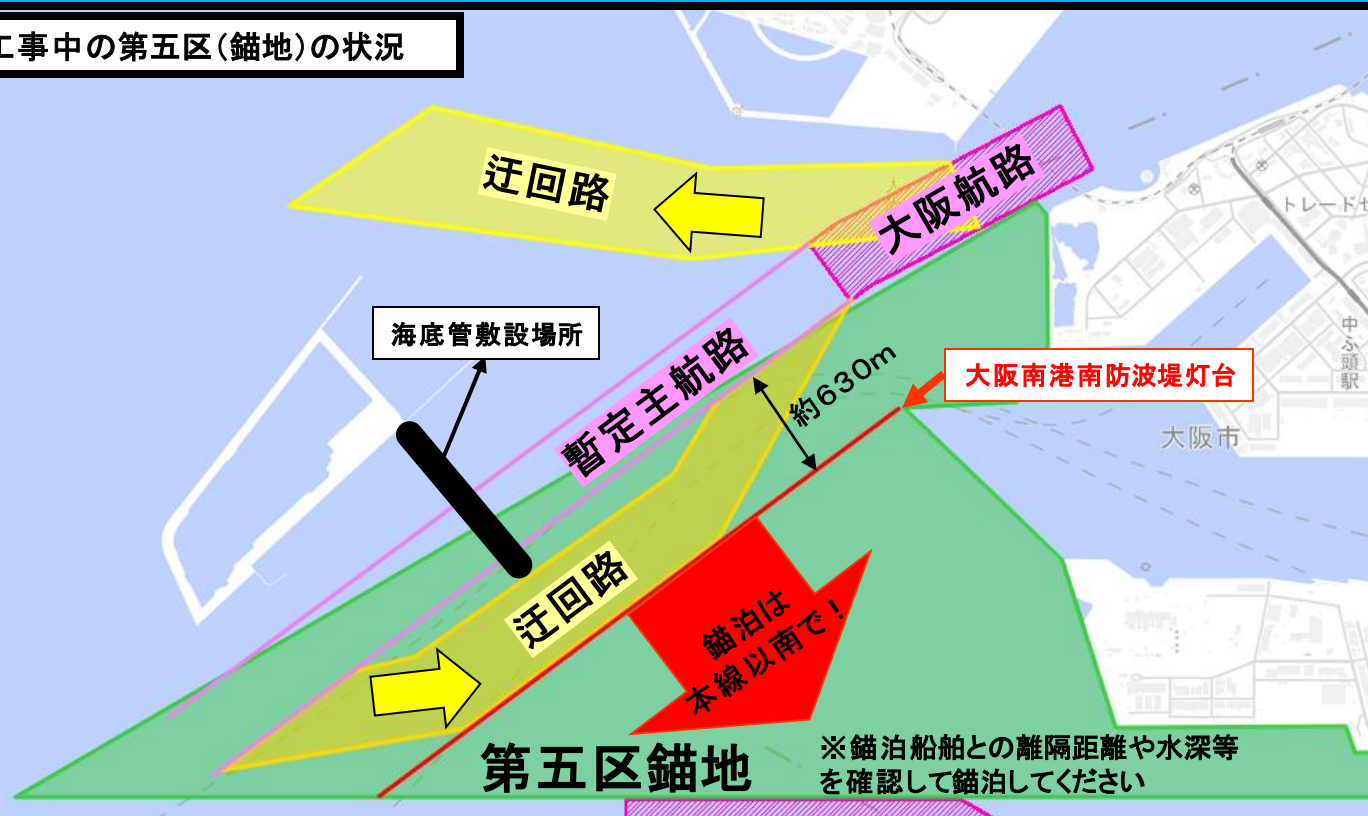 工事中の第五区(錨地)の状況
迂回路
大阪航路
トレードセ
海底管敷設場所
中ふ頭駅
暫定主航路
約630m
大阪南港南防波堤灯台
大阪市
迂回路
錨泊は
本線以南で!
第五区錨地
※錨泊船舶との離隔距離や水深等
を確認して錨泊してください